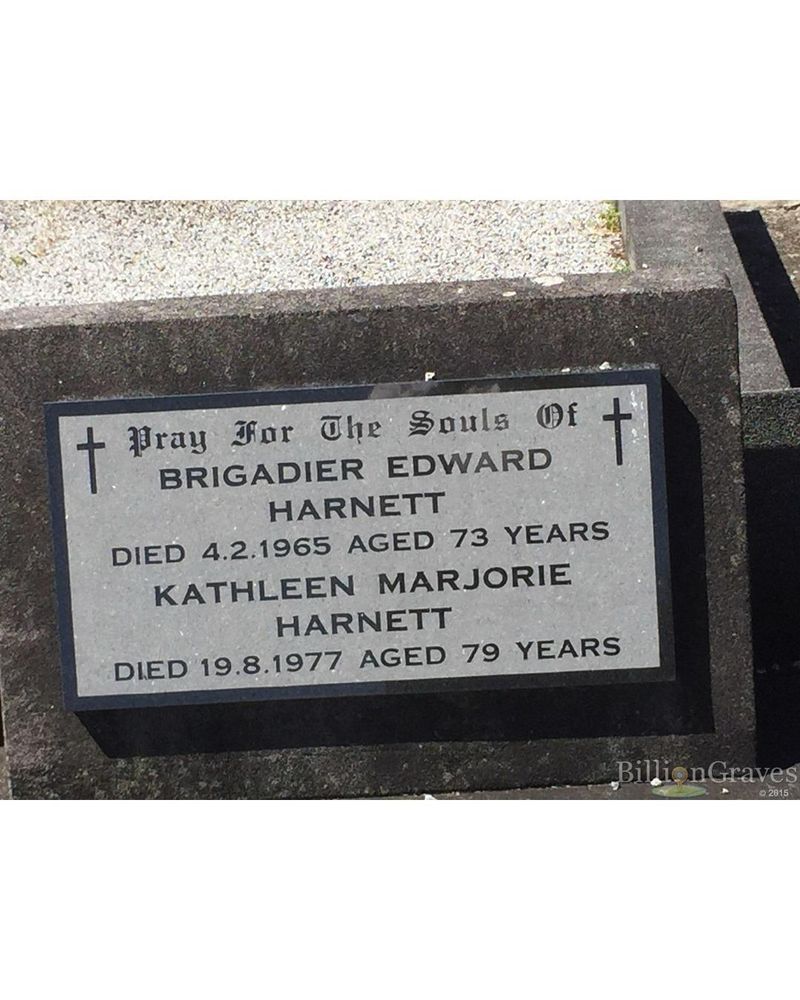 Pray For The Souls Of
BRIGADIER EDWARD
HARNETT
DIED 4.2.1965 AGED 73 YEARS
KATHLEEN MARJORIE
HARNETT
DIED 19.8.1977 AGED 79 YEARS
BillionGraves
© 2015